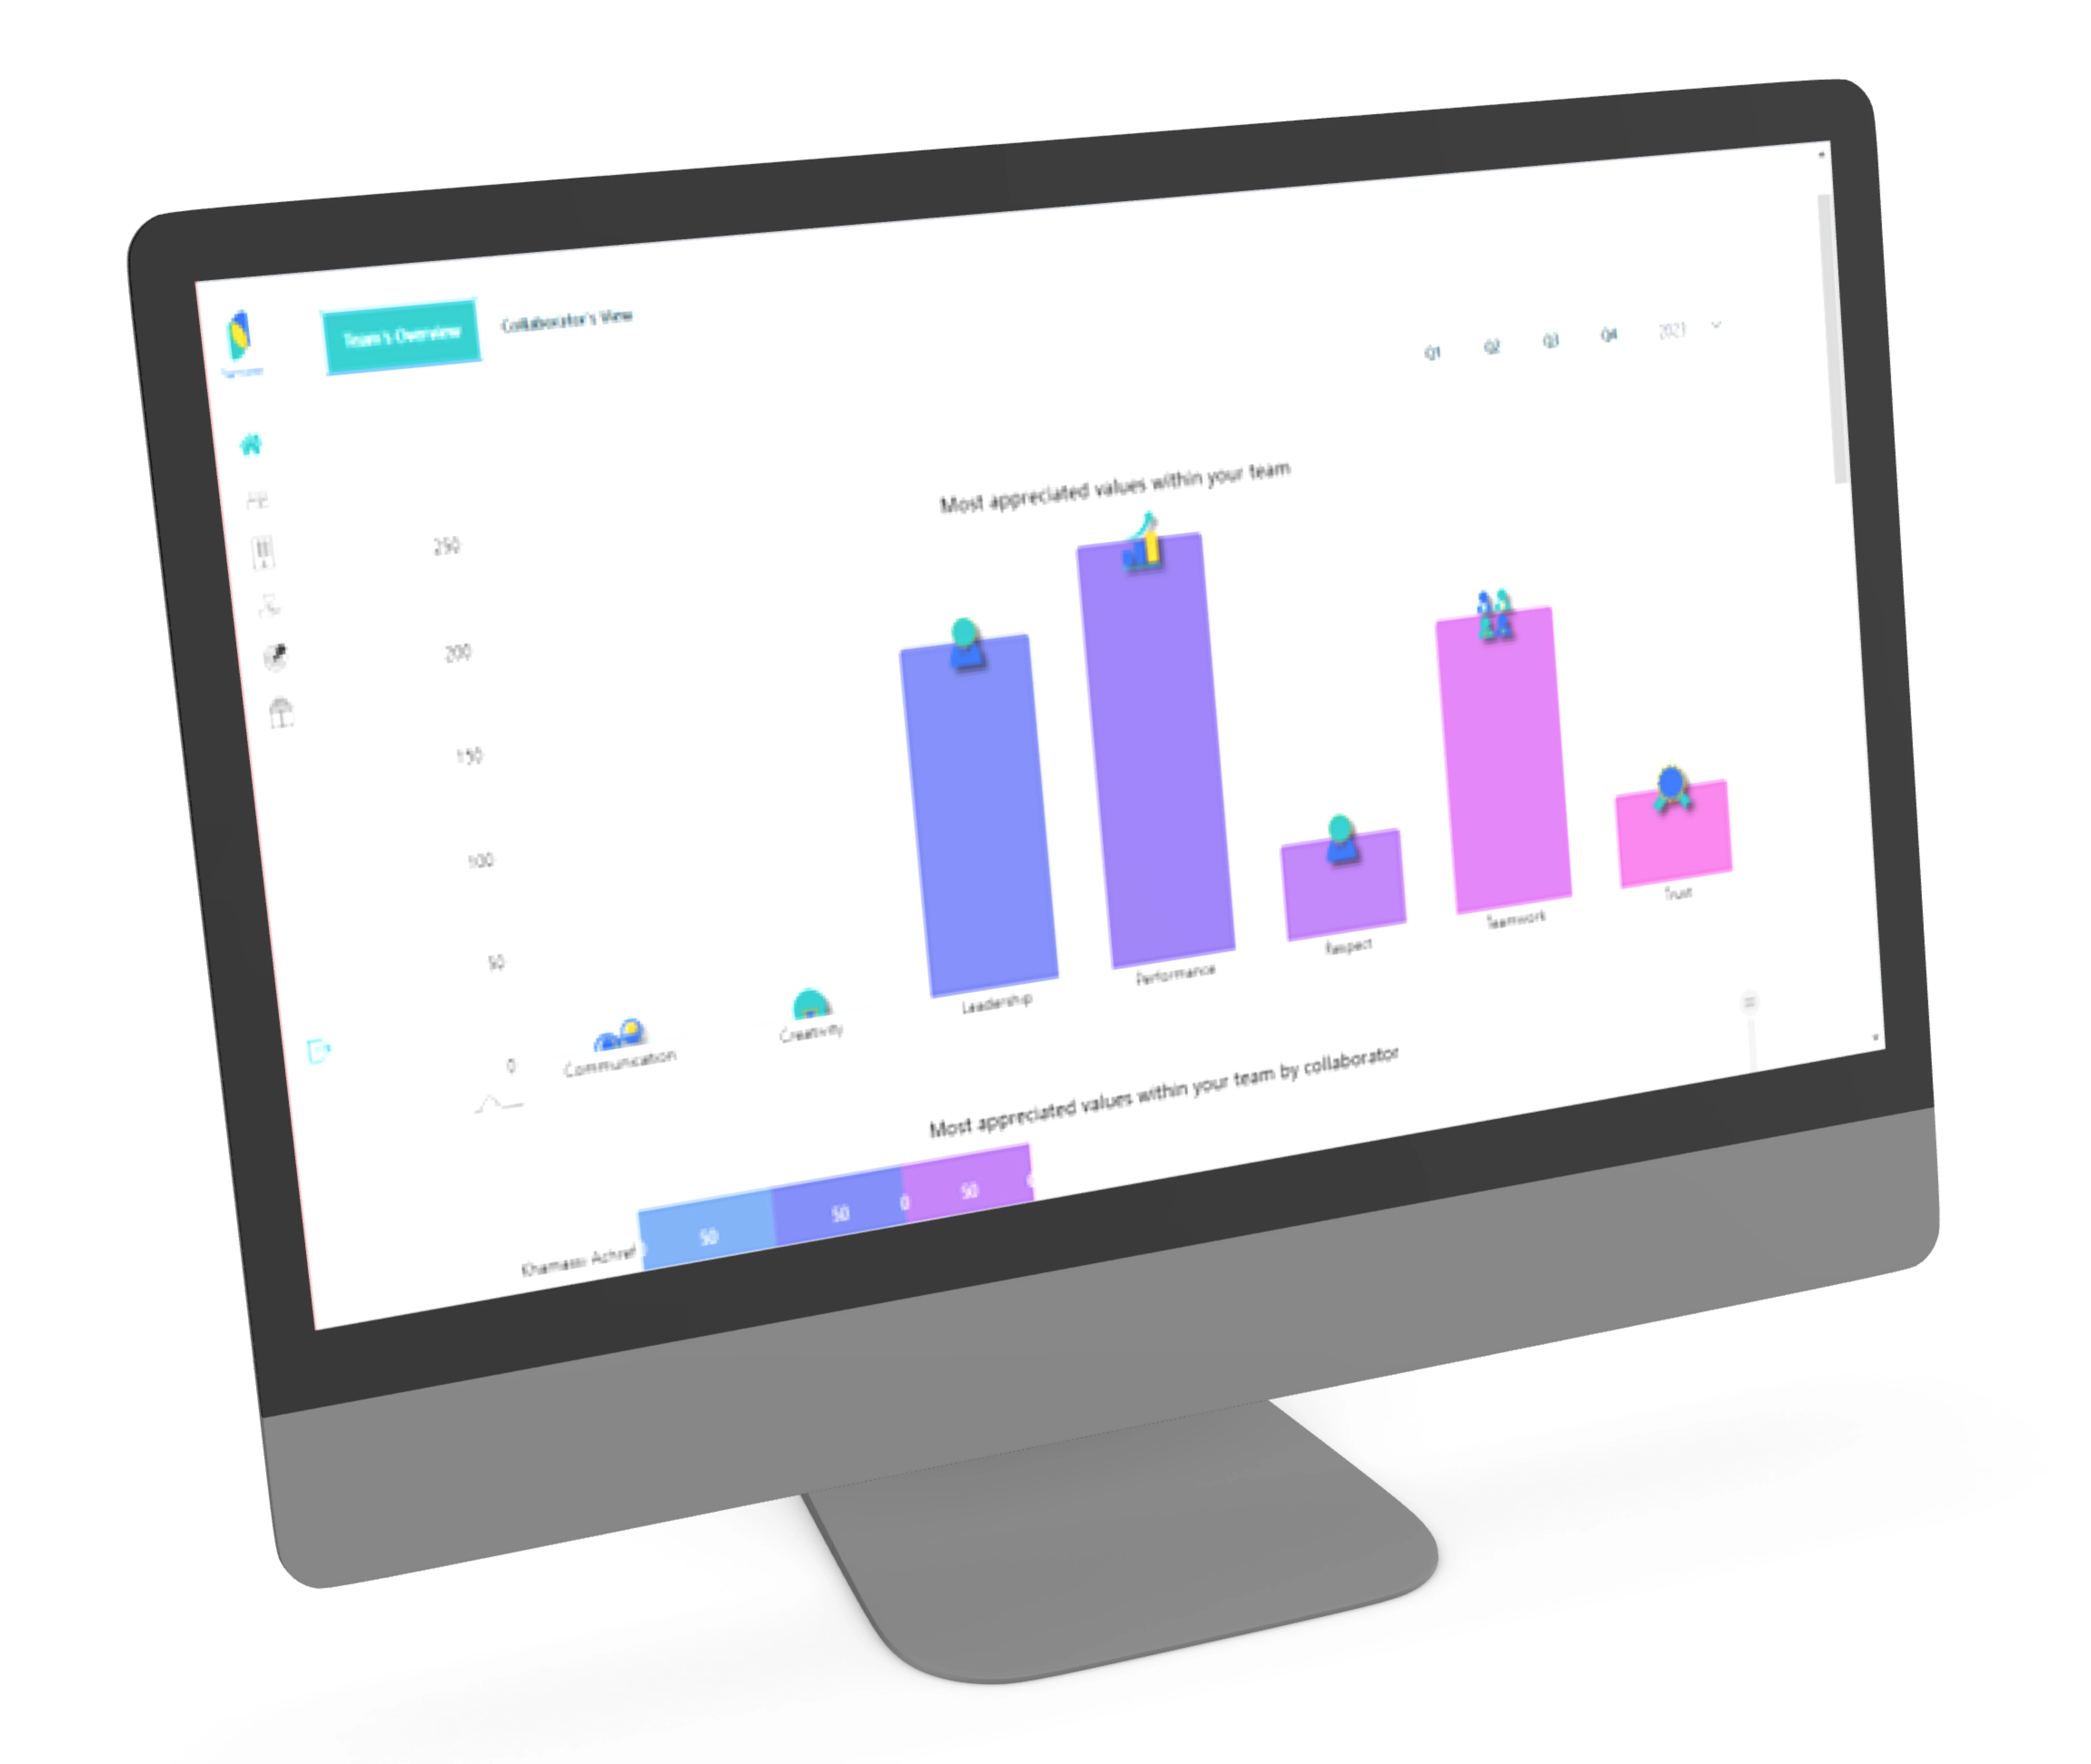 Team's Overview
Collaborator's View
Q1 Q2 Q3 Q4 2021
Most appreciated values within your team
250
200
150
100
50
0
Communication
Creativity
Leadership
Performance
Respect
Teamwork
Trust
Most appreciated values within your team by collaborator
Khamassi Achref
50 50 0 50